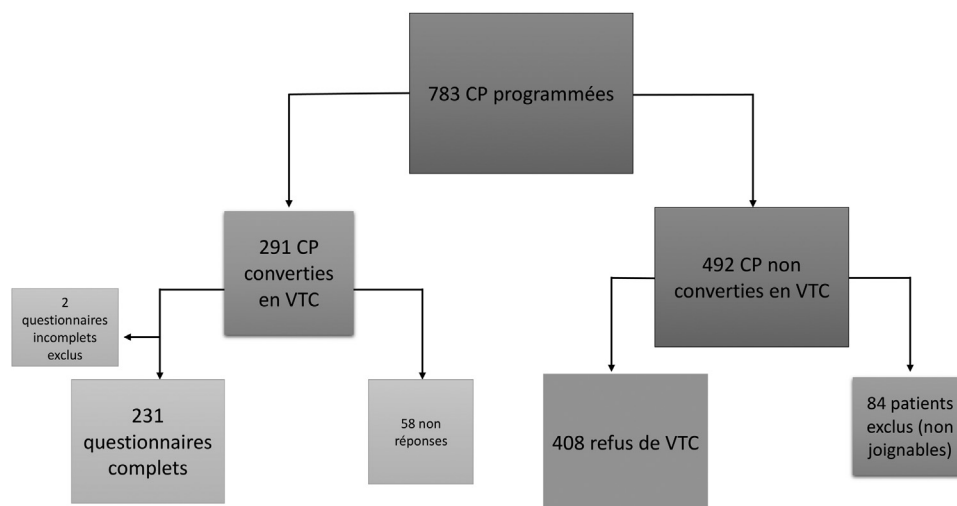 783 CP programmées
291 CP
converties
en VTC
492 CP non
converties en VTC
2
questionnaires
incomplets
exclus
231
questionnaires
complets
58 non
réponses
408 refus de VTC
84 patients
exclus (non
joignables)